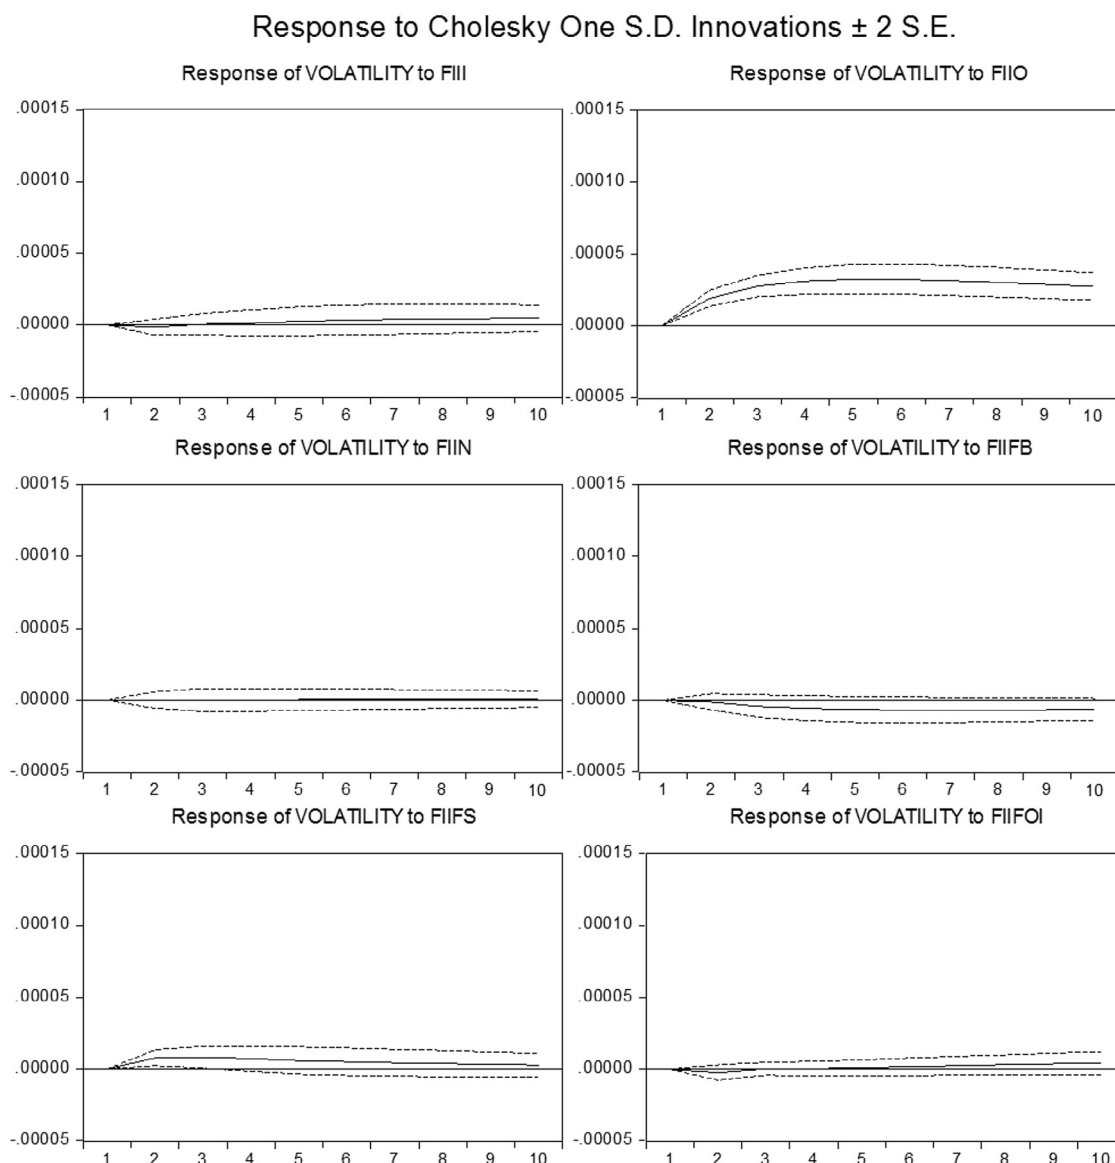 Response to Cholesky One S.D. Innovations ± 2 S.E.
Response of VOLATILITY to FIII
.00015
.00010
.00005
.00000
-.00005
1 2 3 4 5 6 7 8 9 10
Response of VOLATILITY to FIIO
.00015
.00010
.00005
.00000
-.00005
1 2 3 4 5 6 7 8 9 10
Response of VOLATILITY to FIIN
.00015
.00010
.00005
.00000
-.00005
1 2 3 4 5 6 7 8 9 10
Response of VOLATILITY to FIIFB
.00015
.00010
.00005
.00000
-.00005
1 2 3 4 5 6 7 8 9 10
Response of VOLATILITY to FIIFS
.00015
.00010
.00005
.00000
-.00005
1 2 3 4 5 6 7 8 9 10
Response of VOLATILITY to FIIFOI
.00015
.00010
.00005
.00000
-.00005
1 2 3 4 5 6 7 8 9 10